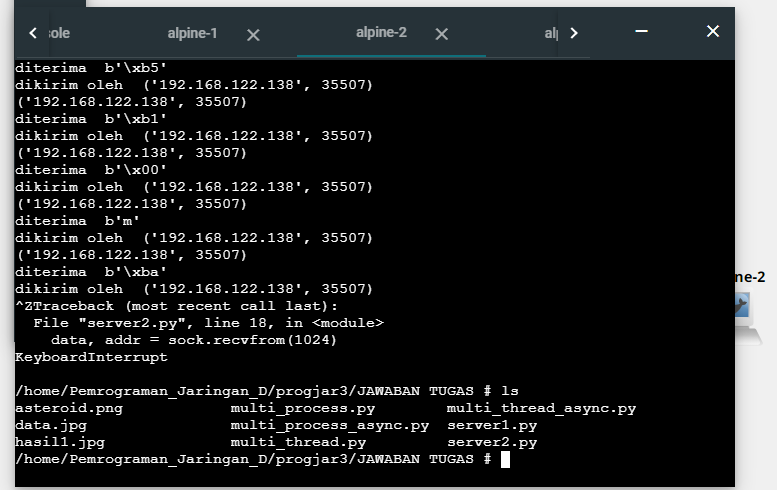 sole alpine-1 alpine-2 al
diterima  b'\xb5'
dikirim oleh  ('192.168.122.138', 35507)
('192.168.122.138', 35507)
diterima  b'\xb1'
dikirim oleh  ('192.168.122.138', 35507)
('192.168.122.138', 35507)
diterima  b'\x00'
dikirim oleh  ('192.168.122.138', 35507)
('192.168.122.138', 35507)
diterima  b'm'
dikirim oleh  ('192.168.122.138', 35507)
('192.168.122.138', 35507)
diterima  b'\xba'
dikirim oleh  ('192.168.122.138', 35507)
^ZTraceback (most recent call last):
  File "server2.py", line 18, in <module>
    data, addr = sock.recvfrom(1024)
KeyboardInterrupt
/home/Pemrograman_Jaringan_D/progjar3/JAWABAN TUGAS # ls
asteroid.png            multi_process.py        multi_thread_async.py
data.jpg                multi_process_async.py  server1.py
hasil1.jpg              multi_thread.py         server2.py
/home/Pemrograman_Jaringan_D/progjar3/JAWABAN TUGAS #
ne-2